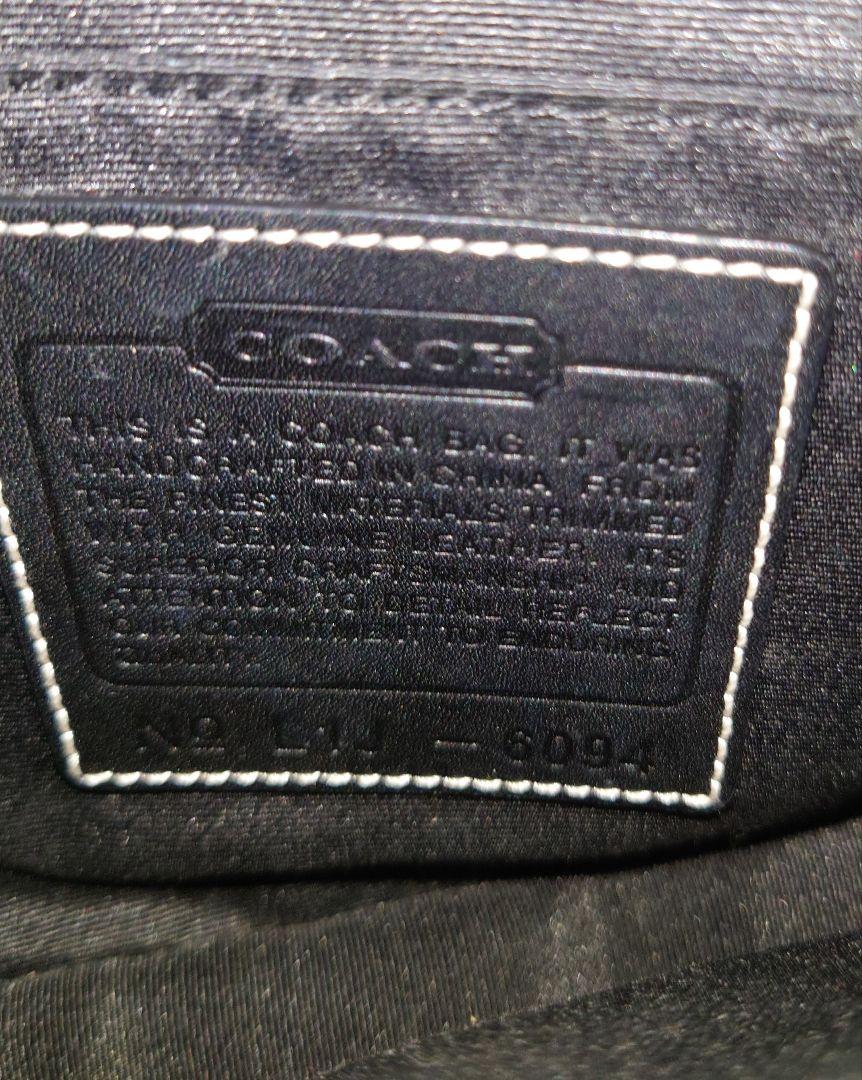 COACH
THIS IS A COACH BAG. IT WAS
HANDCRAFTED IN CHINA FROM
THE FINEST MATERIALS TRIMMED
WITH GENUINE LEATHER. ITS
SUPERIOR CRAFTSMANSHIP AND
ATTENTION TO DETAIL REFLECT
OUR COMMITMENT TO ENDURING
QUALITY.
No L1J - 6094